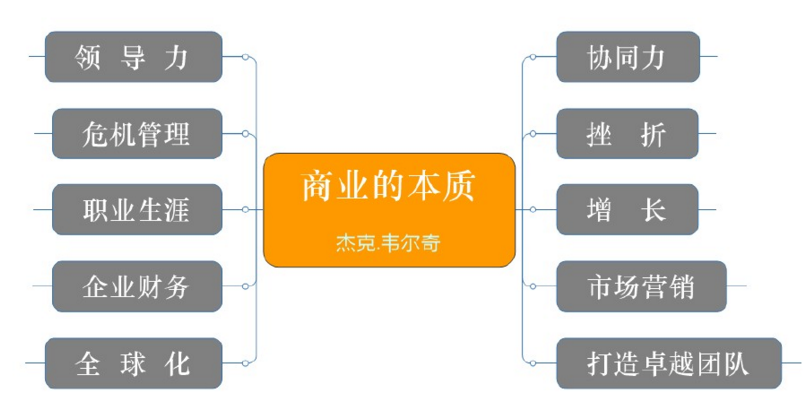 商业的本质
杰克.韦尔奇
领 导 力
危机管理
职业生涯
企业财务
全 球 化
协同力
挫 折
增 长
市场营销
打造卓越团队